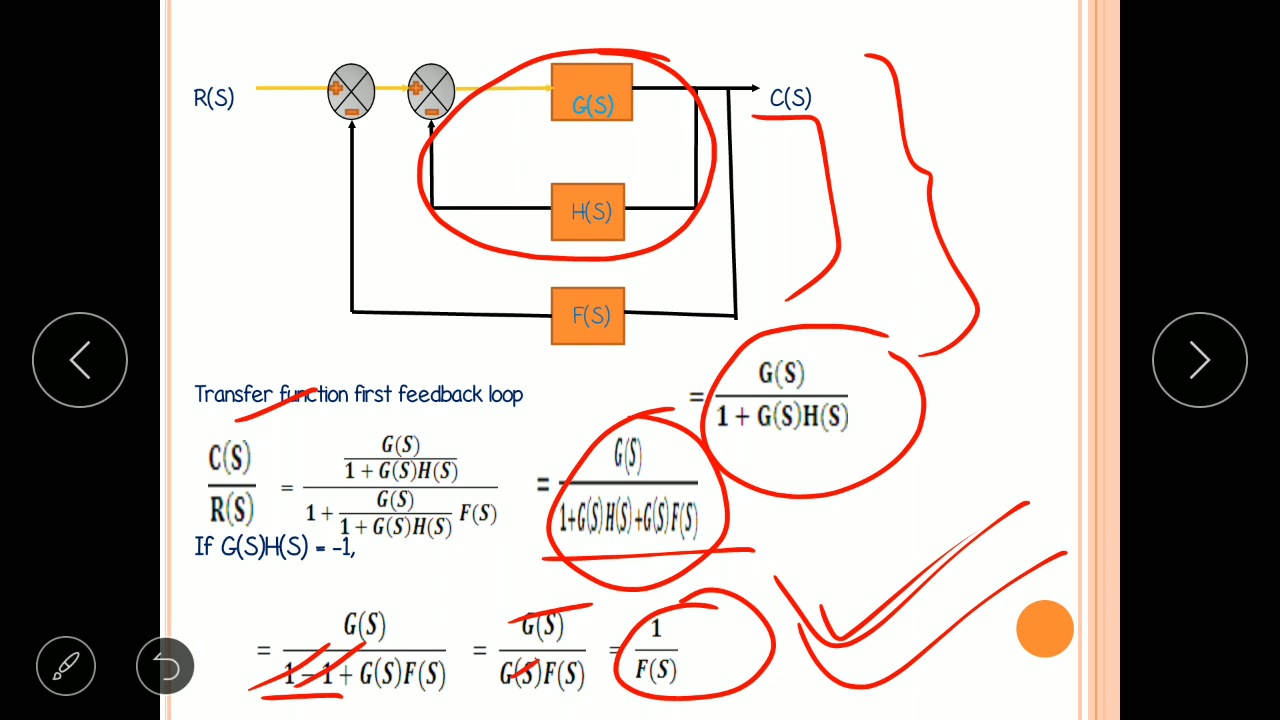 R(S)
G(S)
C(S)
H(S)
F(S)
Transfer function first feedback loop
= G(S) / 1 + G(S)H(S)
C(S) / R(S) = G(S) / 1 + G(S)H(S) / 1 + G(S) / 1 + G(S)H(S) F(S) = G(S) / 1+G(S)H(S)+G(S)F(S)
If G(S)H(S) = -1,
= G(S) / 1 − 1 + G(S)F(S) = G(S) / G(S)F(S) = 1 / F(S)